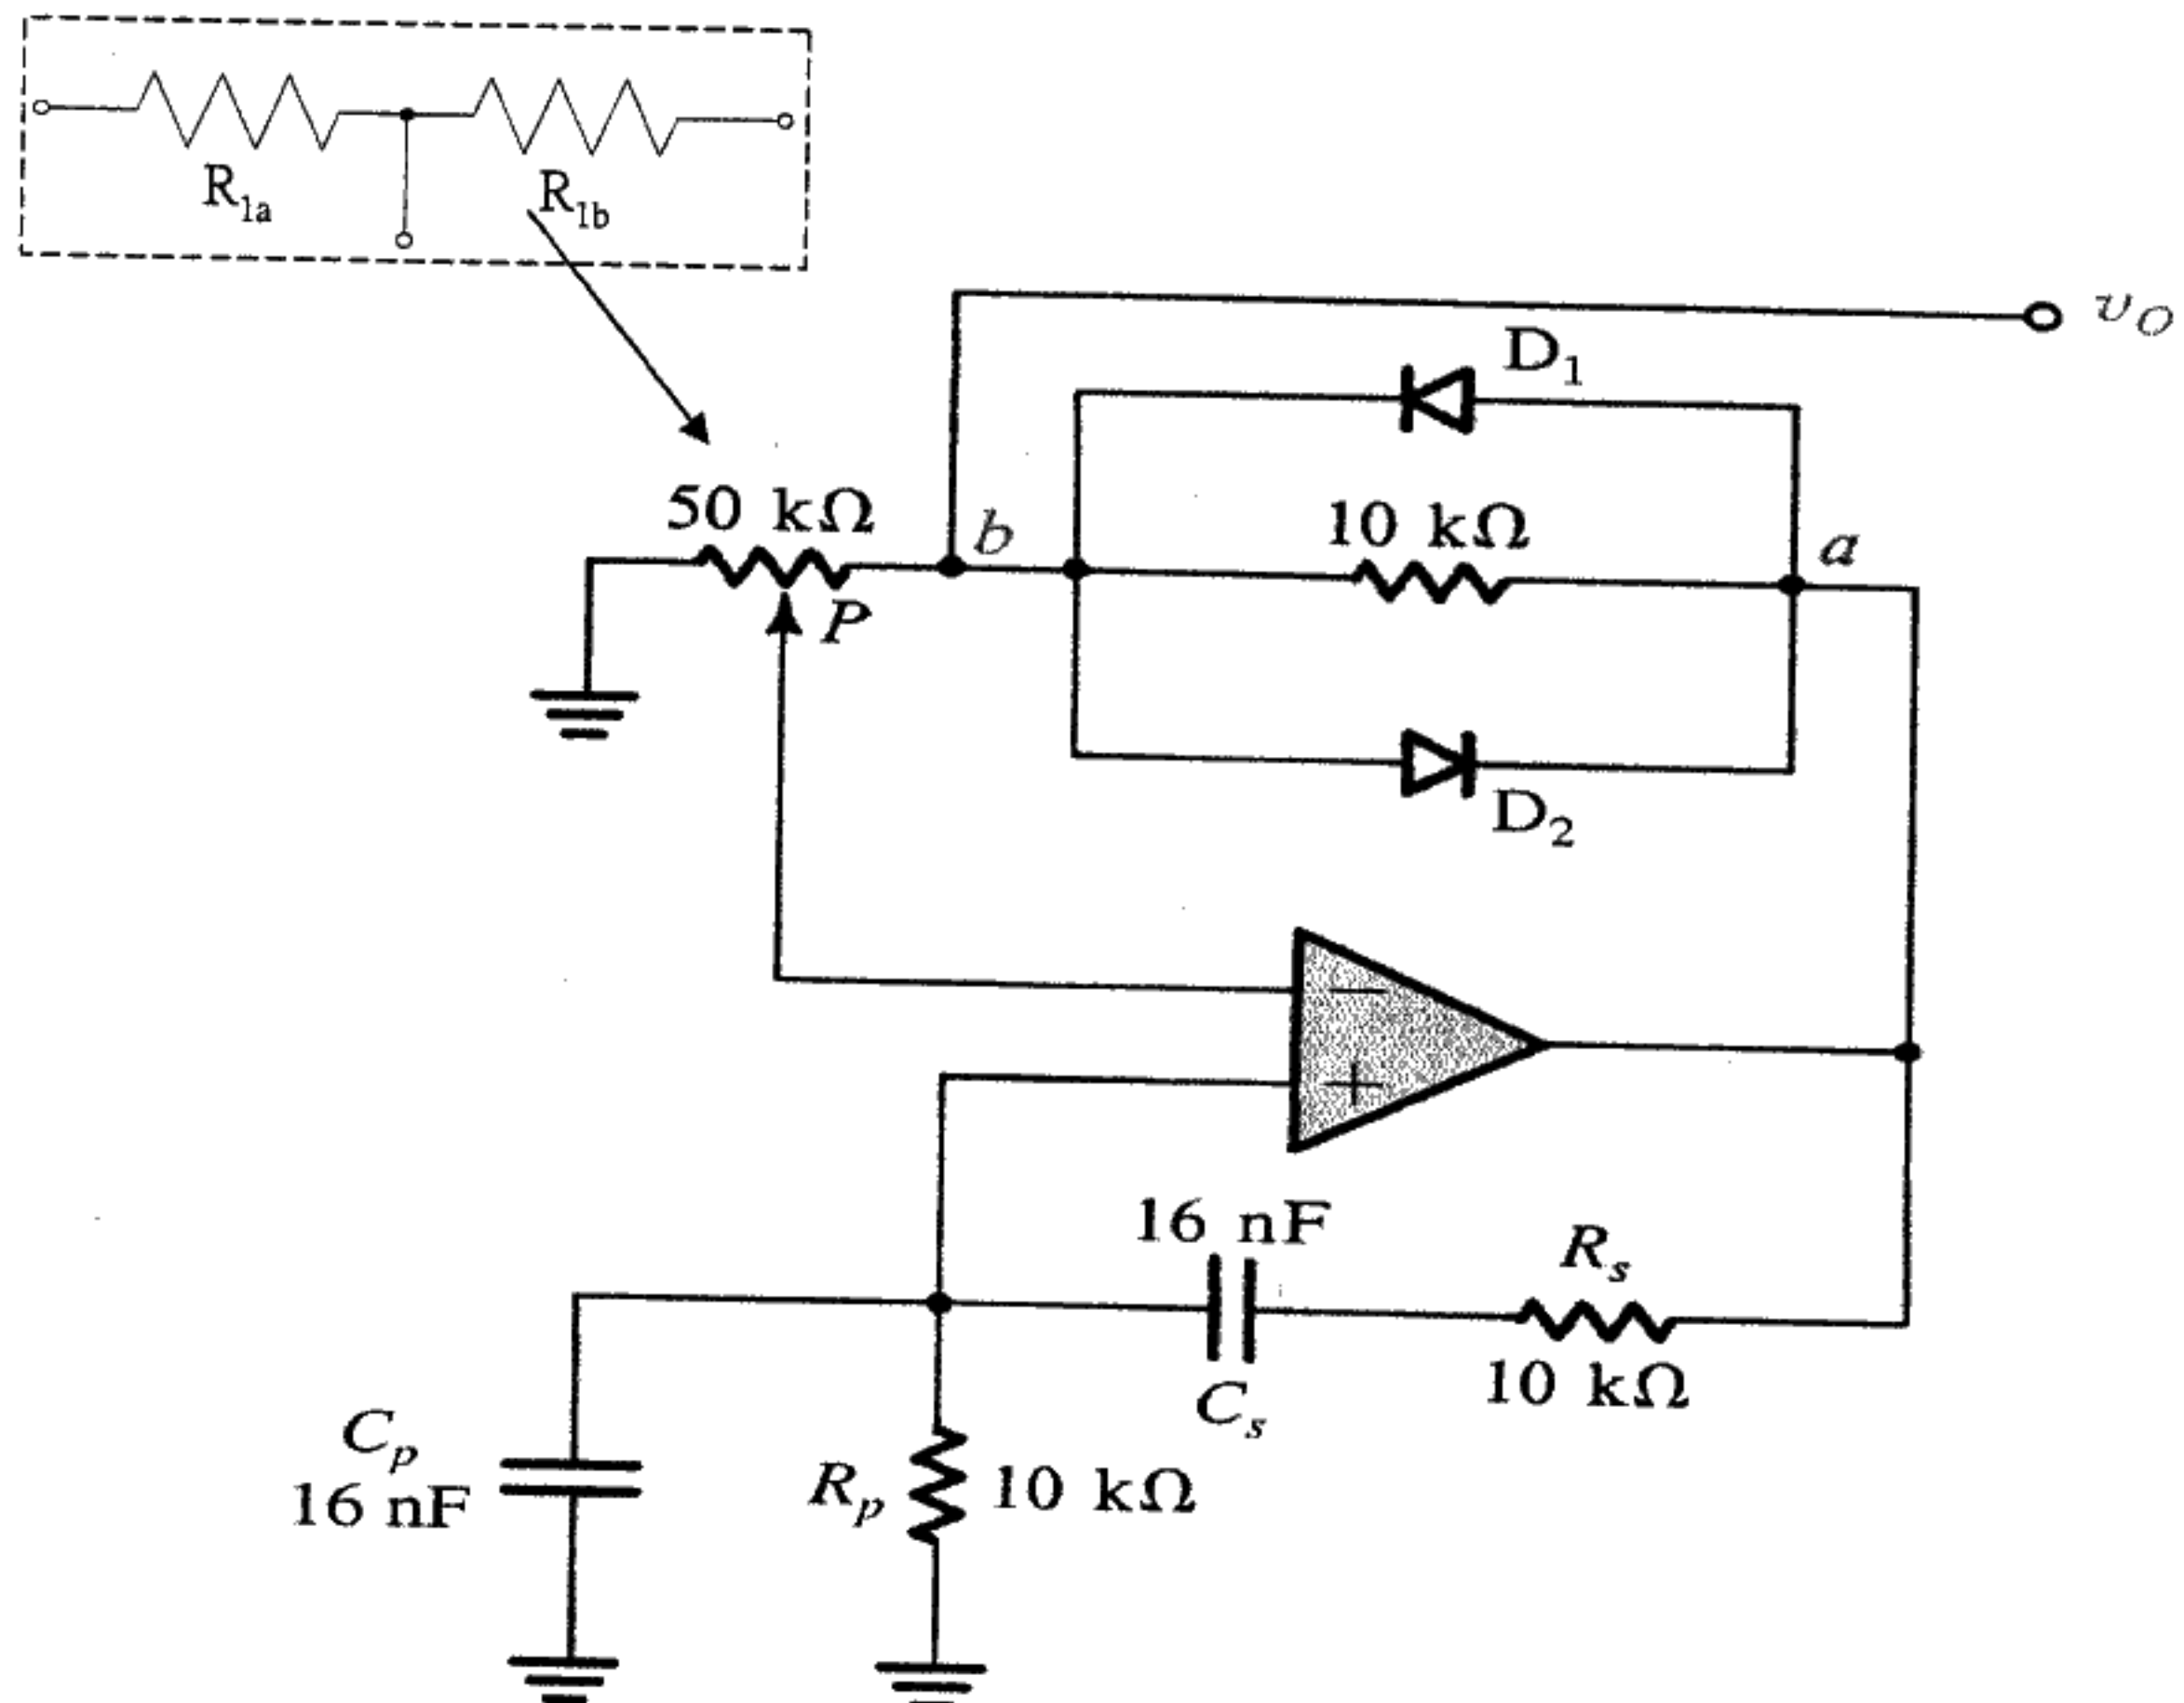 R1a
R1b
vO
D1
50 kΩ
b
10 kΩ
a
P
D2
−
+
16 nF
Rs
Cs
10 kΩ
Cp
16 nF
Rp
10 kΩ